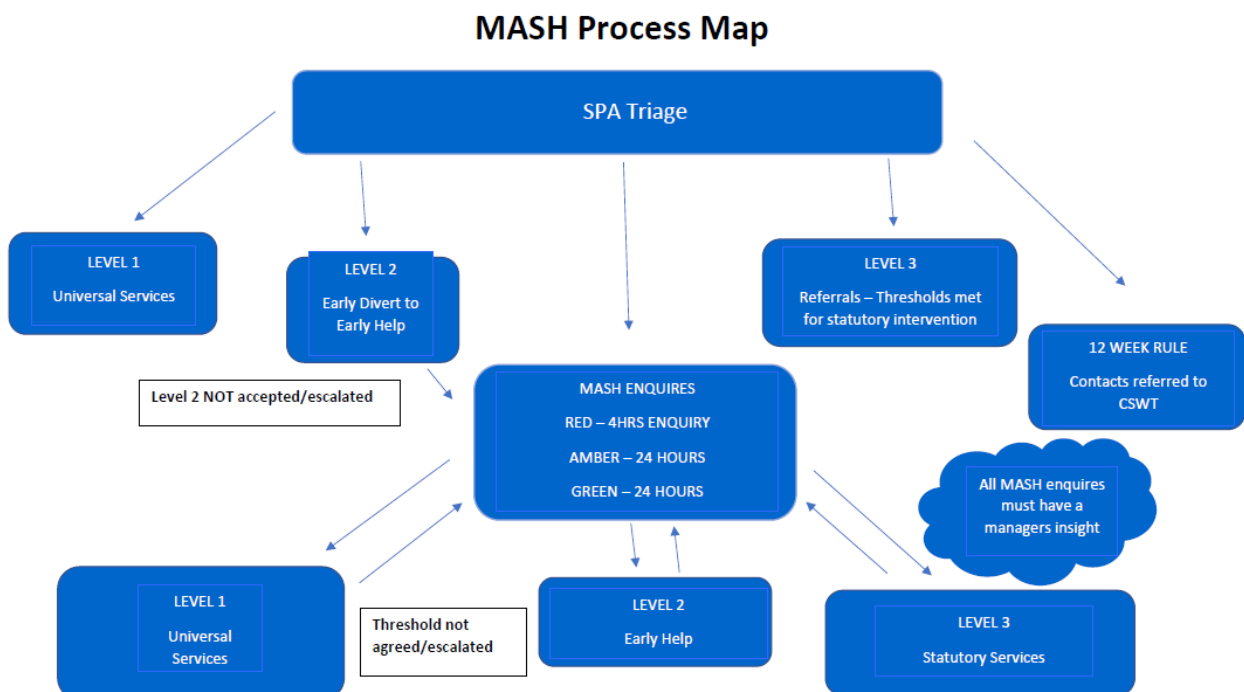 MASH Process Map
SPA Triage
LEVEL 1
Universal Services
LEVEL 2
Early Divert to
Early Help
LEVEL 3
Referrals – Thresholds met
for statutory intervention
12 WEEK RULE
Contacts referred to
CSWT
Level 2 NOT accepted/escalated
MASH ENQUIRES
RED – 4HRS ENQUIRY
AMBER – 24 HOURS
GREEN – 24 HOURS
All MASH enquires
must have a
managers insight
LEVEL 1
Universal
Services
Threshold not
agreed/escalated
LEVEL 2
Early Help
LEVEL 3
Statutory Services